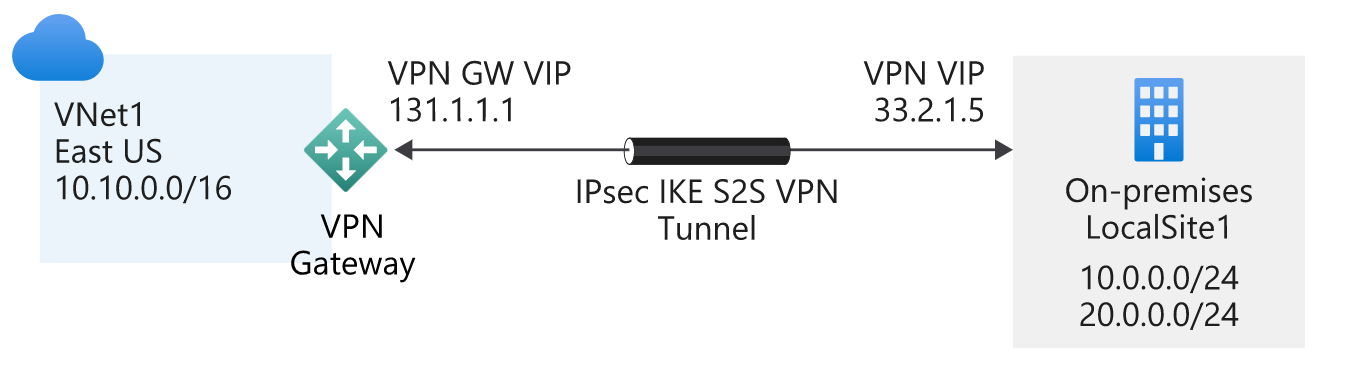 VNet1
East US
10.10.0.0/16
VPN
Gateway
VPN GW VIP
131.1.1.1
IPsec IKE S2S VPN
Tunnel
VPN VIP
33.2.1.5
On-premises
LocalSite1
10.0.0.0/24
20.0.0.0/24